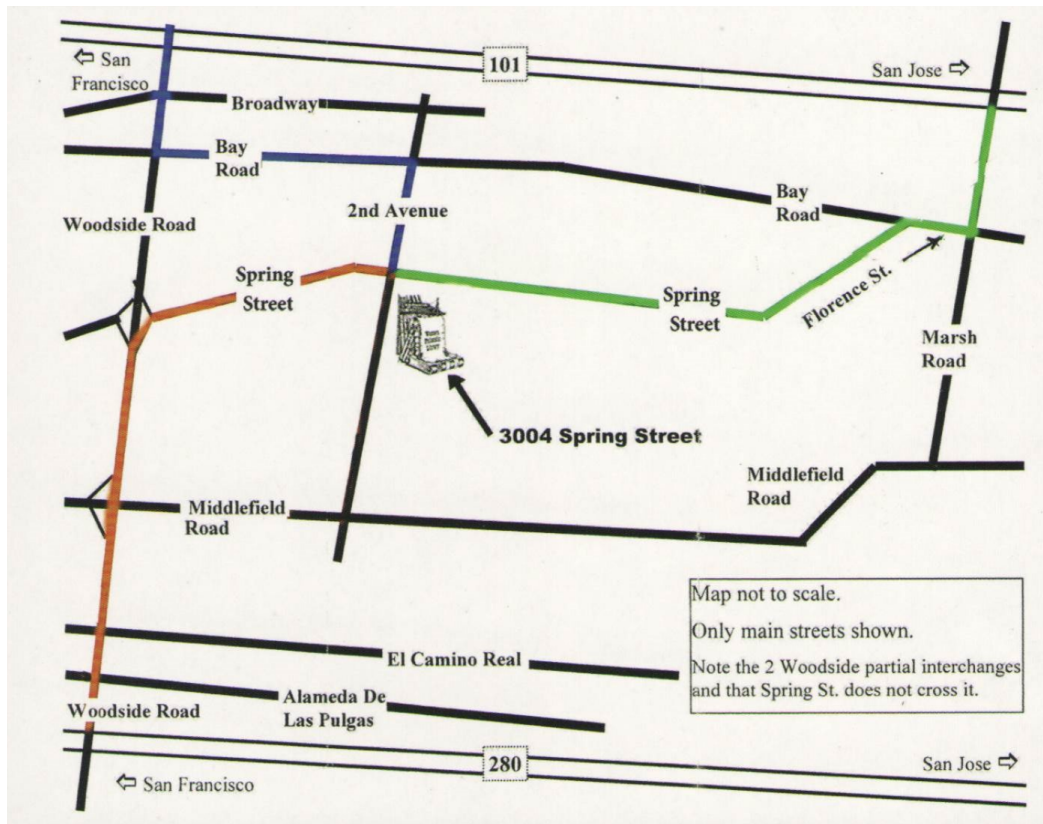 San
Francisco
101
San Jose
Broadway
Bay
Road
2nd Avenue
Woodside Road
Bay
Road
Spring
Street
Spring
Street
Florence St.
Marsh
Road
3004 Spring Street
Middlefield
Road
Middlefield
Road
Map not to scale.
Only main streets shown.
Note the 2 Woodside partial interchanges
and that Spring St. does not cross it.
El Camino Real
Alameda De
Las Pulgas
Woodside Road
280
San Jose
San Francisco